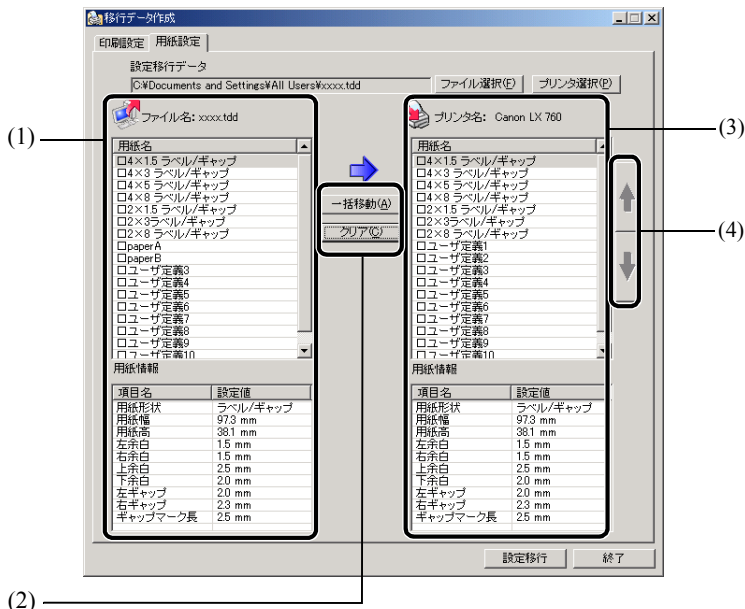 移行データ作成
印刷設定 用紙設定
設定移行データ
C:¥Documents and Settings¥All Users¥xxxx.tdd ファイル選択(F) プリンタ選択(P)
(1)
ファイル名: xxxx.tdd
用紙名
4×1.5 ラベル/ギャップ
4×3 ラベル/ギャップ
4×5 ラベル/ギャップ
4×8 ラベル/ギャップ
2×1.5 ラベル/ギャップ
2×3ラベル/ギャップ
2×8 ラベル/ギャップ
paperA
paperB
ユーザ定義3
ユーザ定義4
ユーザ定義5
ユーザ定義6
ユーザ定義7
ユーザ定義8
ユーザ定義9
ユーザ定義10
用紙情報
項目名 設定値
用紙形状 ラベル/ギャップ
用紙幅 97.3 mm
用紙高 38.1 mm
左余白 1.5 mm
右余白 1.5 mm
上余白 2.5 mm
下余白 2.0 mm
左ギャップ 2.0 mm
右ギャップ 2.3 mm
ギャップマーク長 2.5 mm
一括移動(A)
クリア(C)
(2)
プリンタ名: Canon LX 760
(3)
用紙名
4×1.5 ラベル/ギャップ
4×3 ラベル/ギャップ
4×5 ラベル/ギャップ
4×8 ラベル/ギャップ
2×1.5 ラベル/ギャップ
2×3ラベル/ギャップ
2×8 ラベル/ギャップ
ユーザ定義1
ユーザ定義2
ユーザ定義3
ユーザ定義4
ユーザ定義5
ユーザ定義6
ユーザ定義7
ユーザ定義8
ユーザ定義9
ユーザ定義10
(4)
用紙情報
項目名 設定値
用紙形状 ラベル/ギャップ
用紙幅 97.3 mm
用紙高 38.1 mm
左余白 1.5 mm
右余白 1.5 mm
上余白 2.5 mm
下余白 2.0 mm
左ギャップ 2.0 mm
右ギャップ 2.3 mm
ギャップマーク長 2.5 mm
設定移行 終了